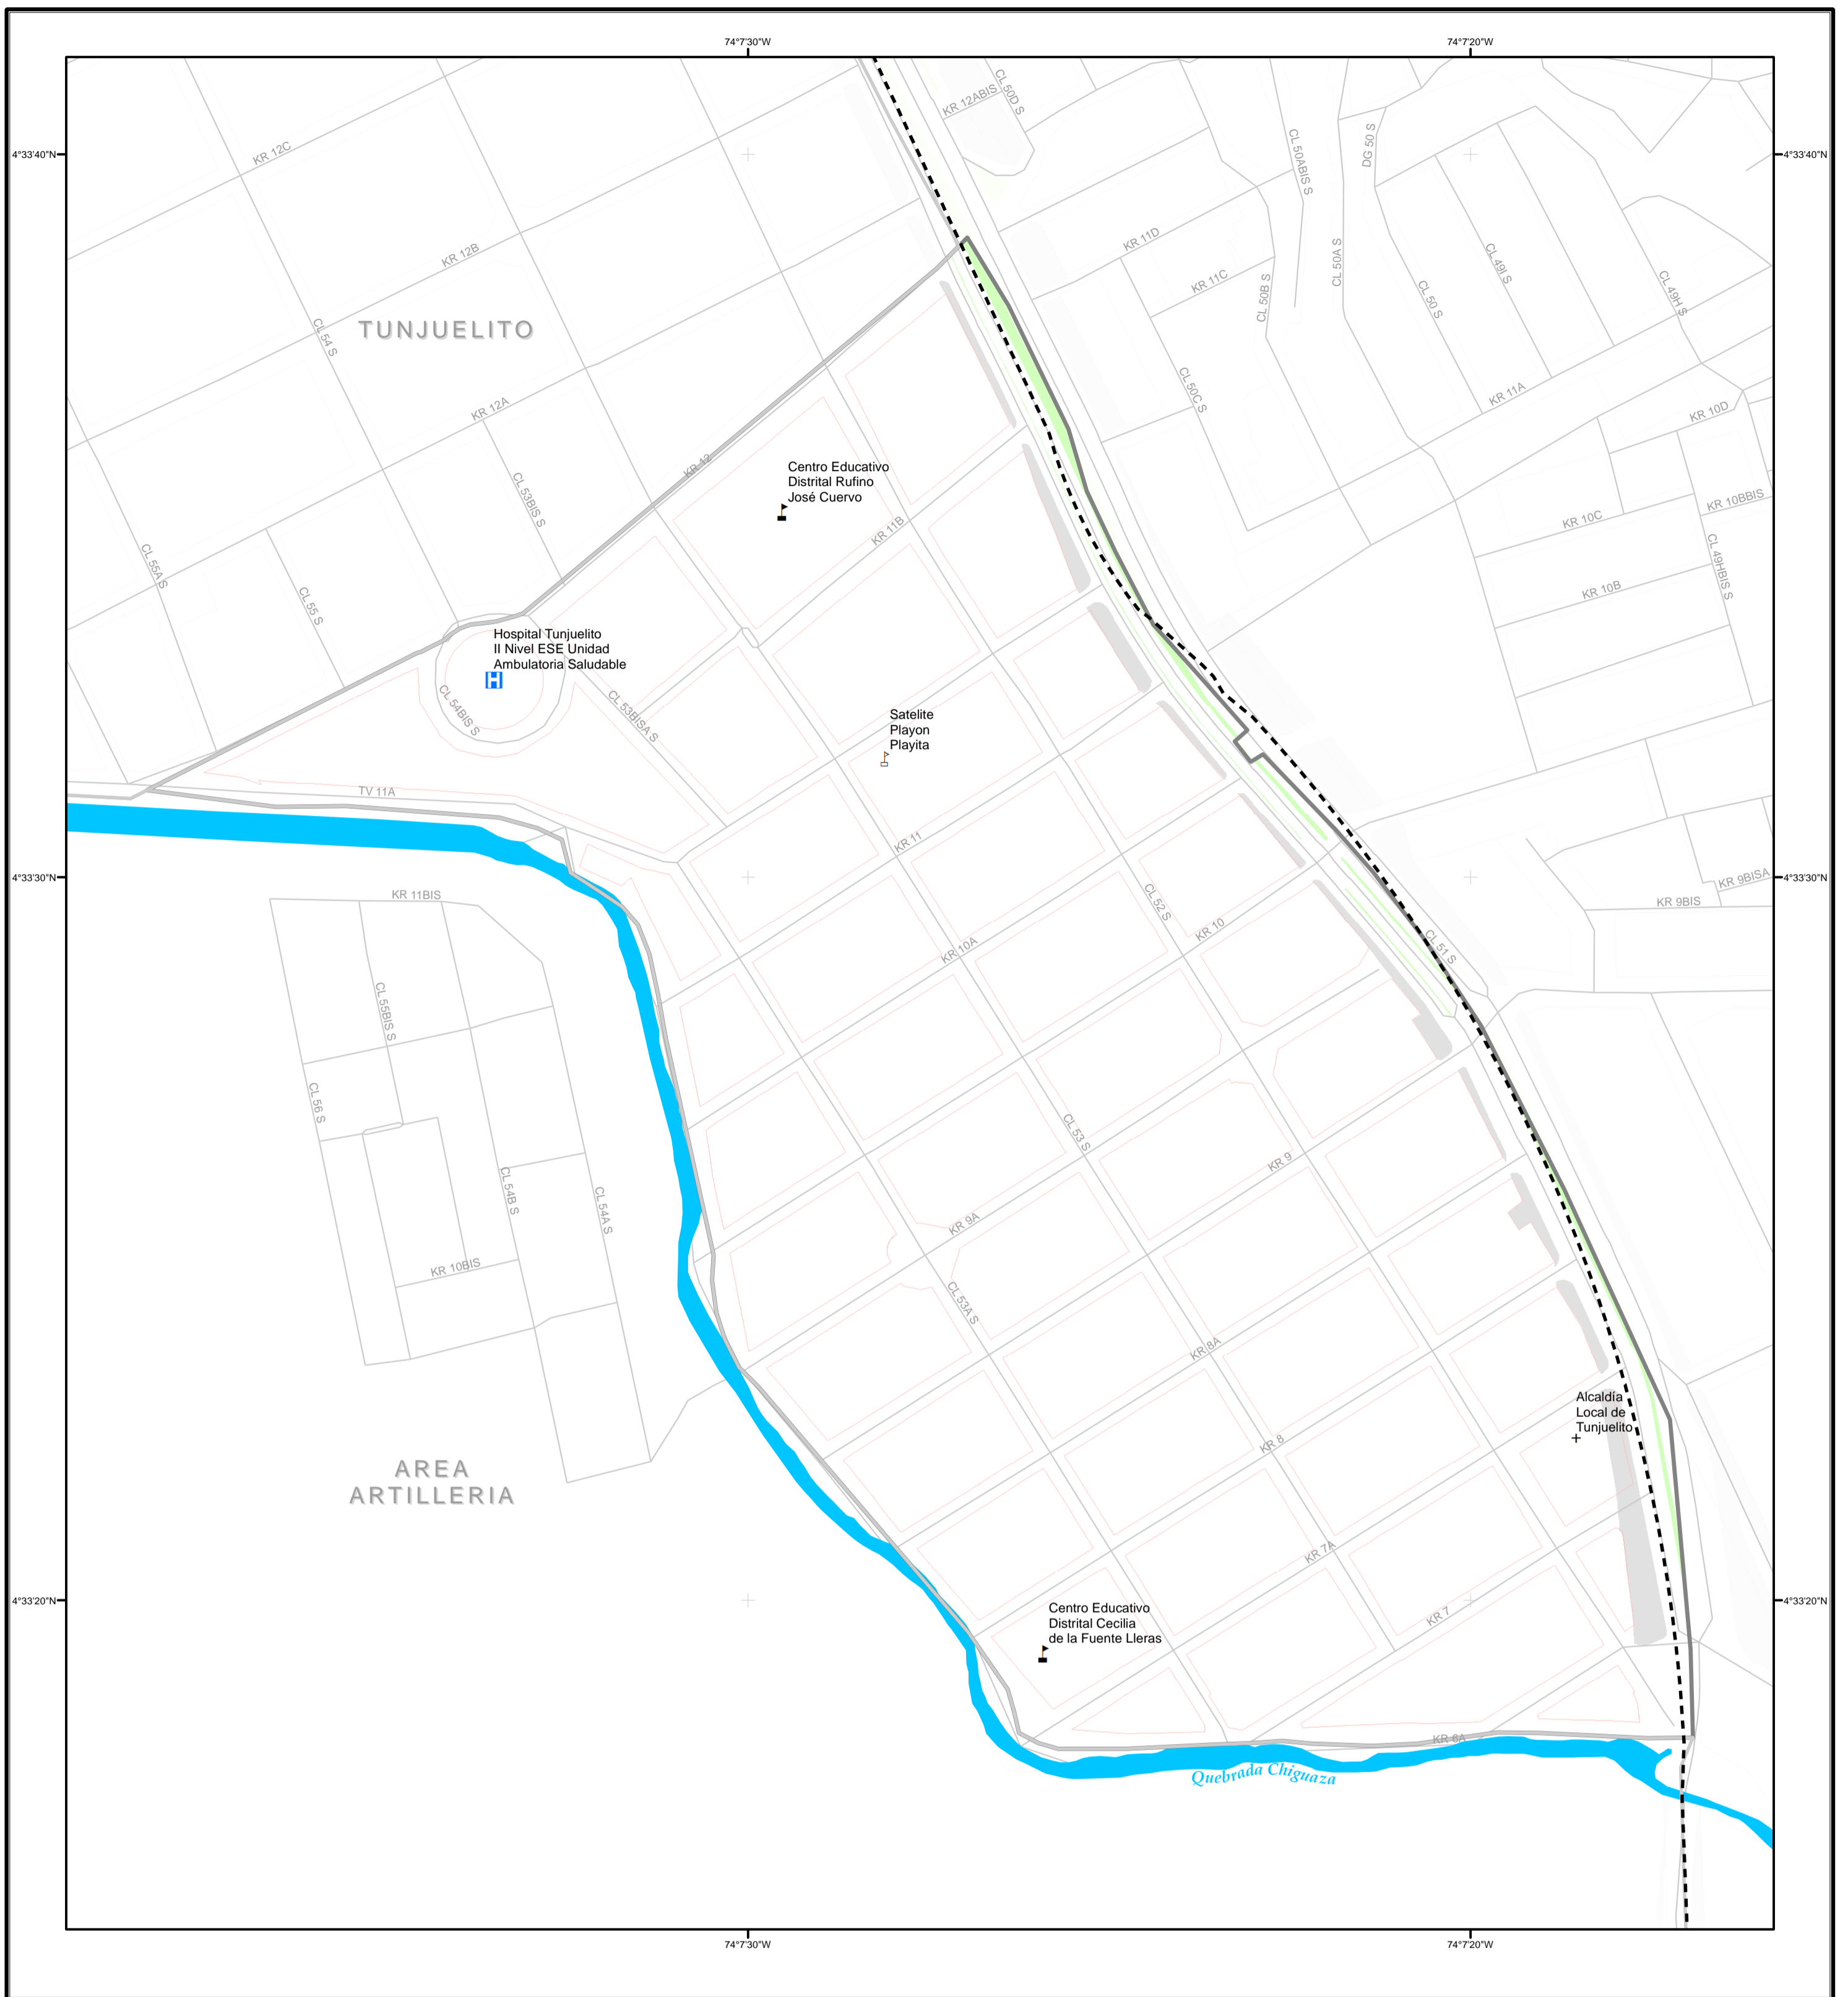 74°7'30"W
74°7'20"W
4°33'40"N
4°33'40"N
KR 12ABIS
CL 50D S
CL 50ABIS S
DG 50 S
KR 12C
KR 12B
KR 11D
KR 11C
CL 50B S
CL 50A S
CL 50 S
CL 49I S
CL 49H S
TUNJUELITO
CL 54 S
KR 12A
CL 50C S
KR 11A
KR 10D
KR 12
Centro Educativo
Distrital Rufino
José Cuervo
CL 53BIS S
KR 11B
KR 10C
KR 10BBIS
CL 49HBIS S
KR 10B
CL 55A S
CL 55 S
Hospital Tunjuelito
II Nivel ESE Unidad
Ambulatoria Saludable
H
CL 54BIS S
CL 53BISA S
Satelite
Playon
Playita
TV 11A
KR 11
4°33'30"N
4°33'30"N
KR 11BIS
CL 52 S
KR 10
KR 10A
CL 51 S
KR 9BISA
KR 9BIS
CL 55BIS S
CL 56 S
CL 53 S
KR 9
CL 54B S
CL 54A S
KR 9A
KR 10BIS
CL 53A S
KR 8A
Alcaldía
Local de
Tunjuelito
KR 8
AREA
ARTILLERIA
KR 7A
4°33'20"N
4°33'20"N
Centro Educativo
Distrital Cecilia
de la Fuente Lleras
KR 7
KR 6A
Quebrada Chiguaza
74°7'30"W
74°7'20"W